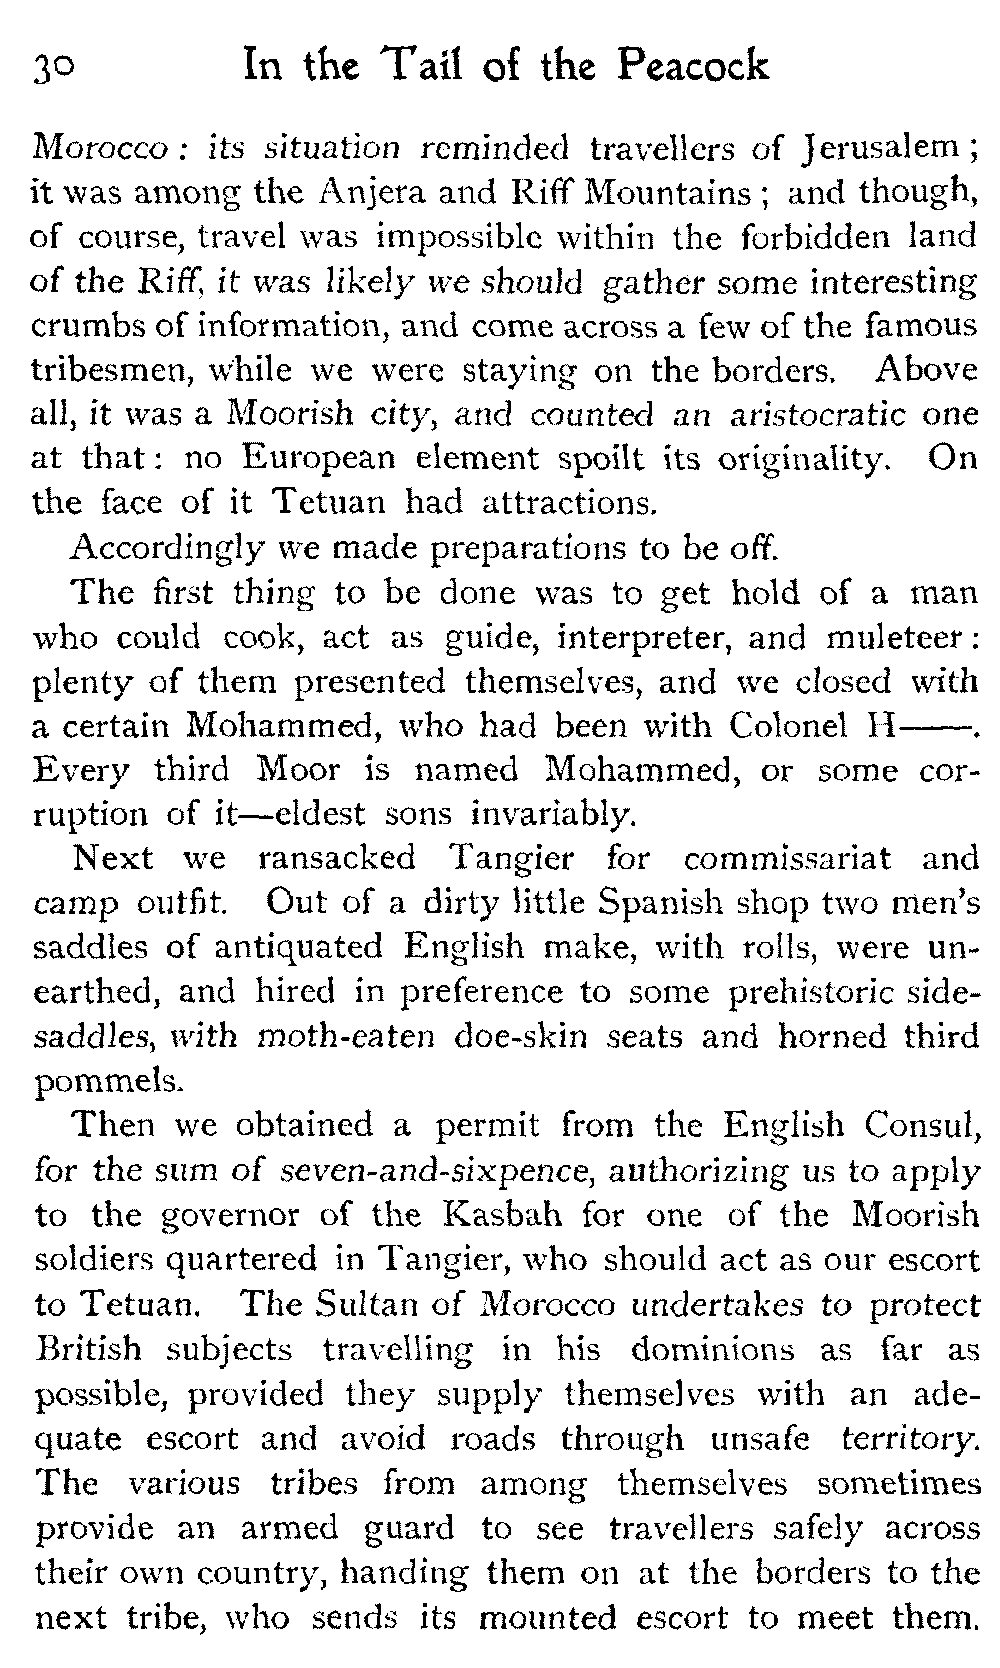 30 In the Tail of the Peacock
Morocco : its situation reminded travellers of Jerusalem ;
it was among the Anjera and Riff Mountains ; and though,
of course, travel was impossible within the forbidden land
of the Riff, it was likely we should gather some interesting
crumbs of information, and come across a few of the famous
tribesmen, while we were staying on the borders. Above
all, it was a Moorish city, and counted an aristocratic one
at that : no European element spoilt its originality. On
the face of it Tetuan had attractions.
Accordingly we made preparations to be off.
The first thing to be done was to get hold of a man
who could cook, act as guide, interpreter, and muleteer :
plenty of them presented themselves, and we closed with
a certain Mohammed, who had been with Colonel H——.
Every third Moor is named Mohammed, or some cor-
ruption of it—eldest sons invariably.
Next we ransacked Tangier for commissariat and
camp outfit. Out of a dirty little Spanish shop two men's
saddles of antiquated English make, with rolls, were un-
earthed, and hired in preference to some prehistoric side-
saddles, with moth-eaten doe-skin seats and horned third
pommels.
Then we obtained a permit from the English Consul,
for the sum of seven-and-sixpence, authorizing us to apply
to the governor of the Kasbah for one of the Moorish
soldiers quartered in Tangier, who should act as our escort
to Tetuan. The Sultan of Morocco undertakes to protect
British subjects travelling in his dominions as far as
possible, provided they supply themselves with an ade-
quate escort and avoid roads through unsafe territory.
The various tribes from among themselves sometimes
provide an armed guard to see travellers safely across
their own country, handing them on at the borders to the
next tribe, who sends its mounted escort to meet them.